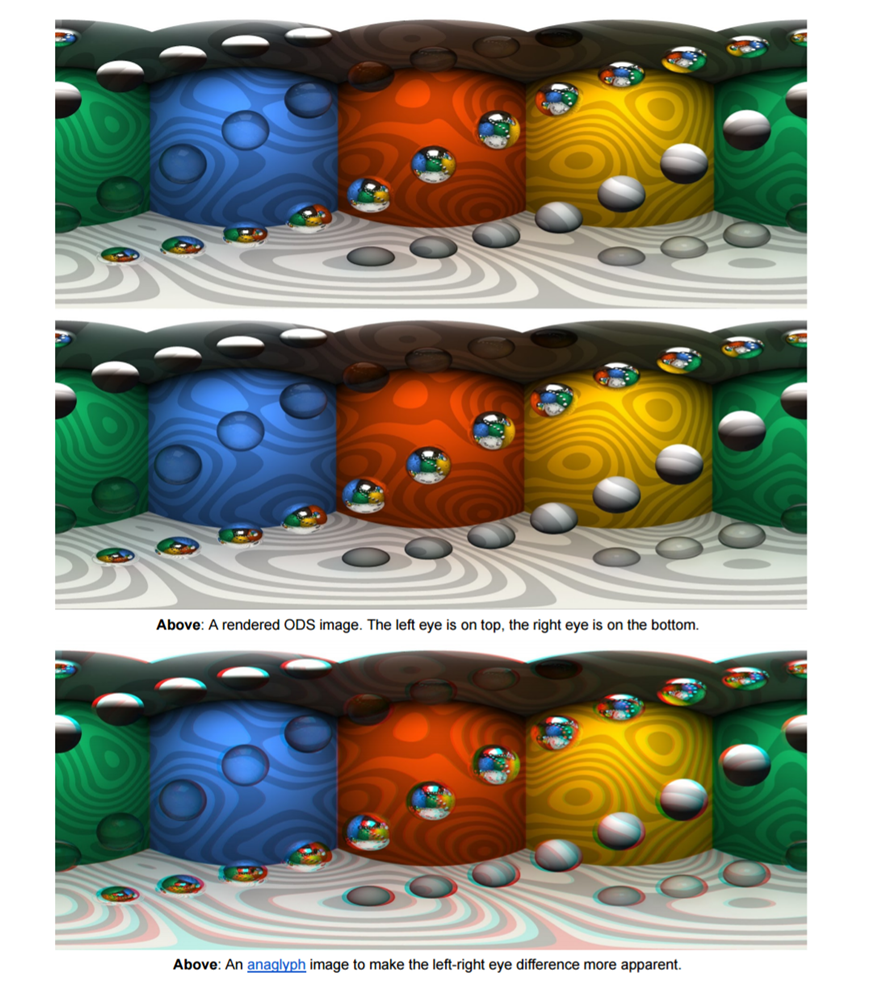 Above: A rendered ODS image. The left eye is on top, the right eye is on the bottom.
Above: An anaglyph image to make the left-right eye difference more apparent.